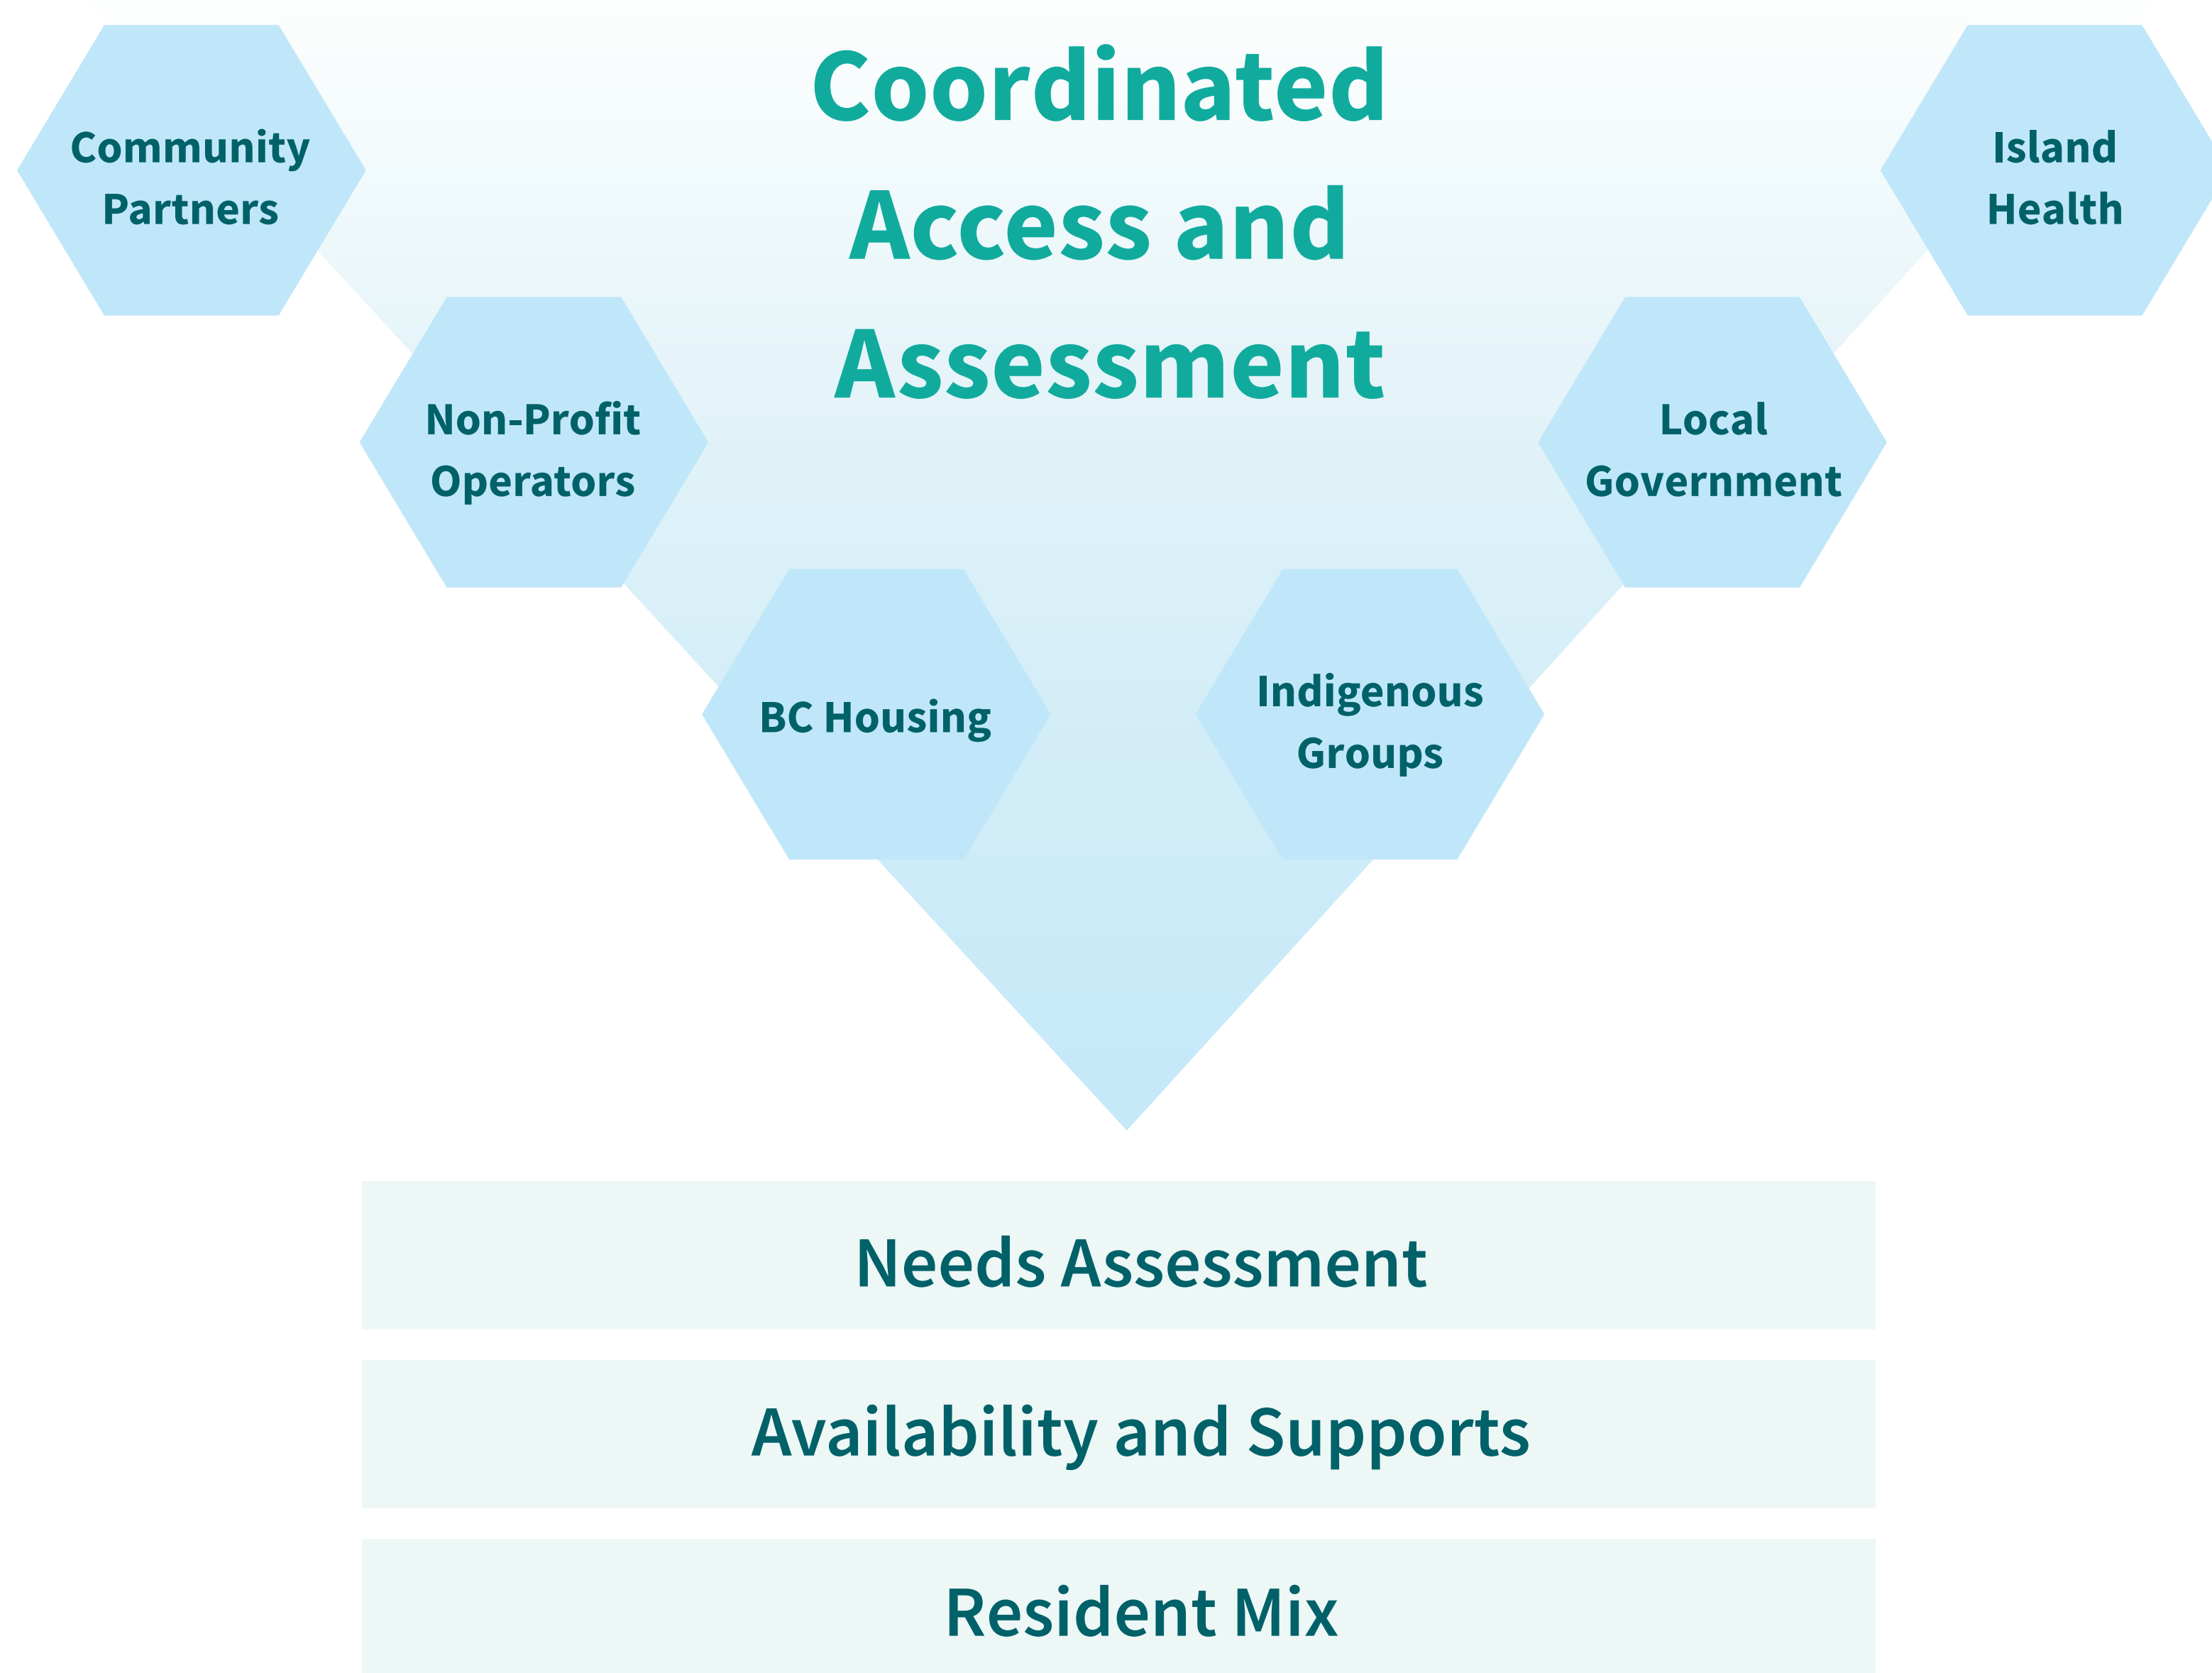 Coordinated
Access and
Assessment
Community
Partners
Island
Health
Non-Profit
Operators
Local
Government
BC Housing
Indigenous
Groups
Needs Assessment
Availability and Supports
Resident Mix